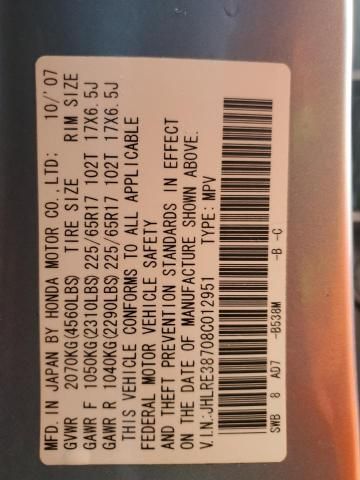 MFD. IN JAPAN BY HONDA MOTOR CO.,LTD: 10/'07
GVWR 2070KG(4560LBS) TIRE SIZE RIM SIZE
GAWR F 1050KG(2310LBS) 225/65R17 102T 17X6.5J
GAWR R 1040KG(2290LBS) 225/65R17 102T 17X6.5J
THIS VEHICLE CONFORMS TO ALL APPLICABLE
FEDERAL MOTOR VEHICLE SAFETY
AND THEFT PREVENTION STANDARDS IN EFFECT
ON THE DATE OF MANUFACTURE SHOWN ABOVE.
V.I.N:JHLRE38708C012951 TYPE: MPV
SWB 8 AD7 -B538M -B -C